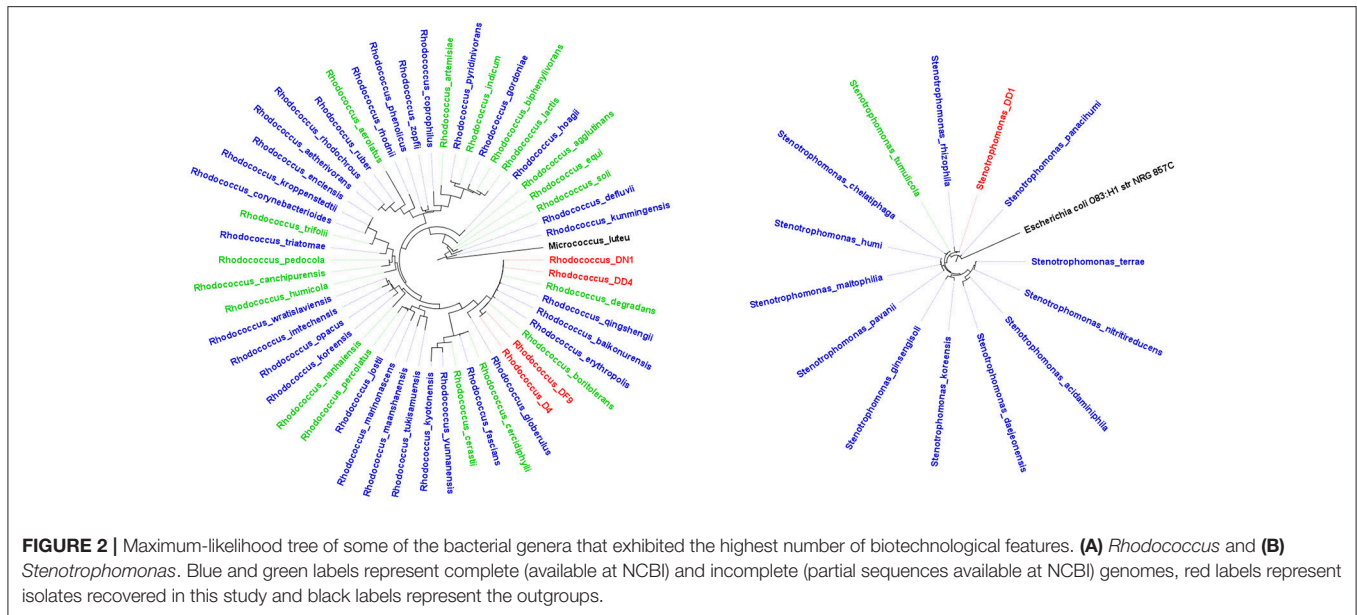 Rhodococcus_artemisiae
Rhodococcus_pyridinivorans
Rhodococcus_indicum
Rhodococcus_gordoniae
Rhodococcus_biphenylivorans
Rhodococcus_lactis
Rhodococcus_hoagii
Rhodococcus_agglutinans
Rhodococcus_equi
Rhodococcus_soli
Rhodococcus_defluvii
Rhodococcus_kunmingensis
Micrococcus_luteu
Rhodococcus_DN1
Rhodococcus_DD4
Rhodococcus_degradans
Rhodococcus_qingshengii
Rhodococcus_baikonurensis
Rhodococcus_erythropolis
Rhodococcus_boritolerans
Rhodococcus_DF9
Rhodococcus_D4
Rhodococcus_globerulus
Rhodococcus_cercidiphylii
Rhodococcus_fascians
Rhodococcus_cerastii
Rhodococcus_yunnanensis
Rhodococcus_kyotonensis
Rhodococcus_tukisamuensis
Rhodococcus_maanshanensis
Rhodococcus_marinonascens
Rhodococcus_jostii
Rhodococcus_percolatus
Rhodococcus_nanhaiensis
Rhodococcus_koreensis
Rhodococcus_opacus
Rhodococcus_imtechensis
Rhodococcus_wratislaviensis
Rhodococcus_humicola
Rhodococcus_canchipurensis
Rhodococcus_pedocola
Rhodococcus_triatomae
Rhodococcus_trifolii
Rhodococcus_corynebacterioides
Rhodococcus_kroppenstedtii
Rhodococcus_enclensis
Rhodococcus_aetherivorans
Rhodococcus_rhodochrous
Rhodococcus_ruber
Rhodococcus_aerolatus
Rhodococcus_rhodnii
Rhodococcus_phenolicus
Rhodococcus_zopfii
Rhodococcus_coprophilus
Stenotrophomonas_rhizophila
Stenotrophomonas_DD1
Stenotrophomonas_panacihumi
Escherichia coli O83:H1 str NRG 857C
Stenotrophomonas_terrae
Stenotrophomonas_nitritireducens
Stenotrophomonas_acidaminiphila
Stenotrophomonas_daejeonensis
Stenotrophomonas_koreensis
Stenotrophomonas_ginsengisoli
Stenotrophomonas_pavanii
Stenotrophomonas_maltophilia
Stenotrophomonas_humi
Stenotrophomonas_chelatiphaga
Stenotrophomonas_tumulicola
FIGURE 2 | Maximum-likelihood tree of some of the bacterial genera that exhibited the highest number of biotechnological features. (A) Rhodococcus and (B)
Stenotrophomonas. Blue and green labels represent complete (available at NCBI) and incomplete (partial sequences available at NCBI) genomes, red labels represent
isolates recovered in this study and black labels represent the outgroups.